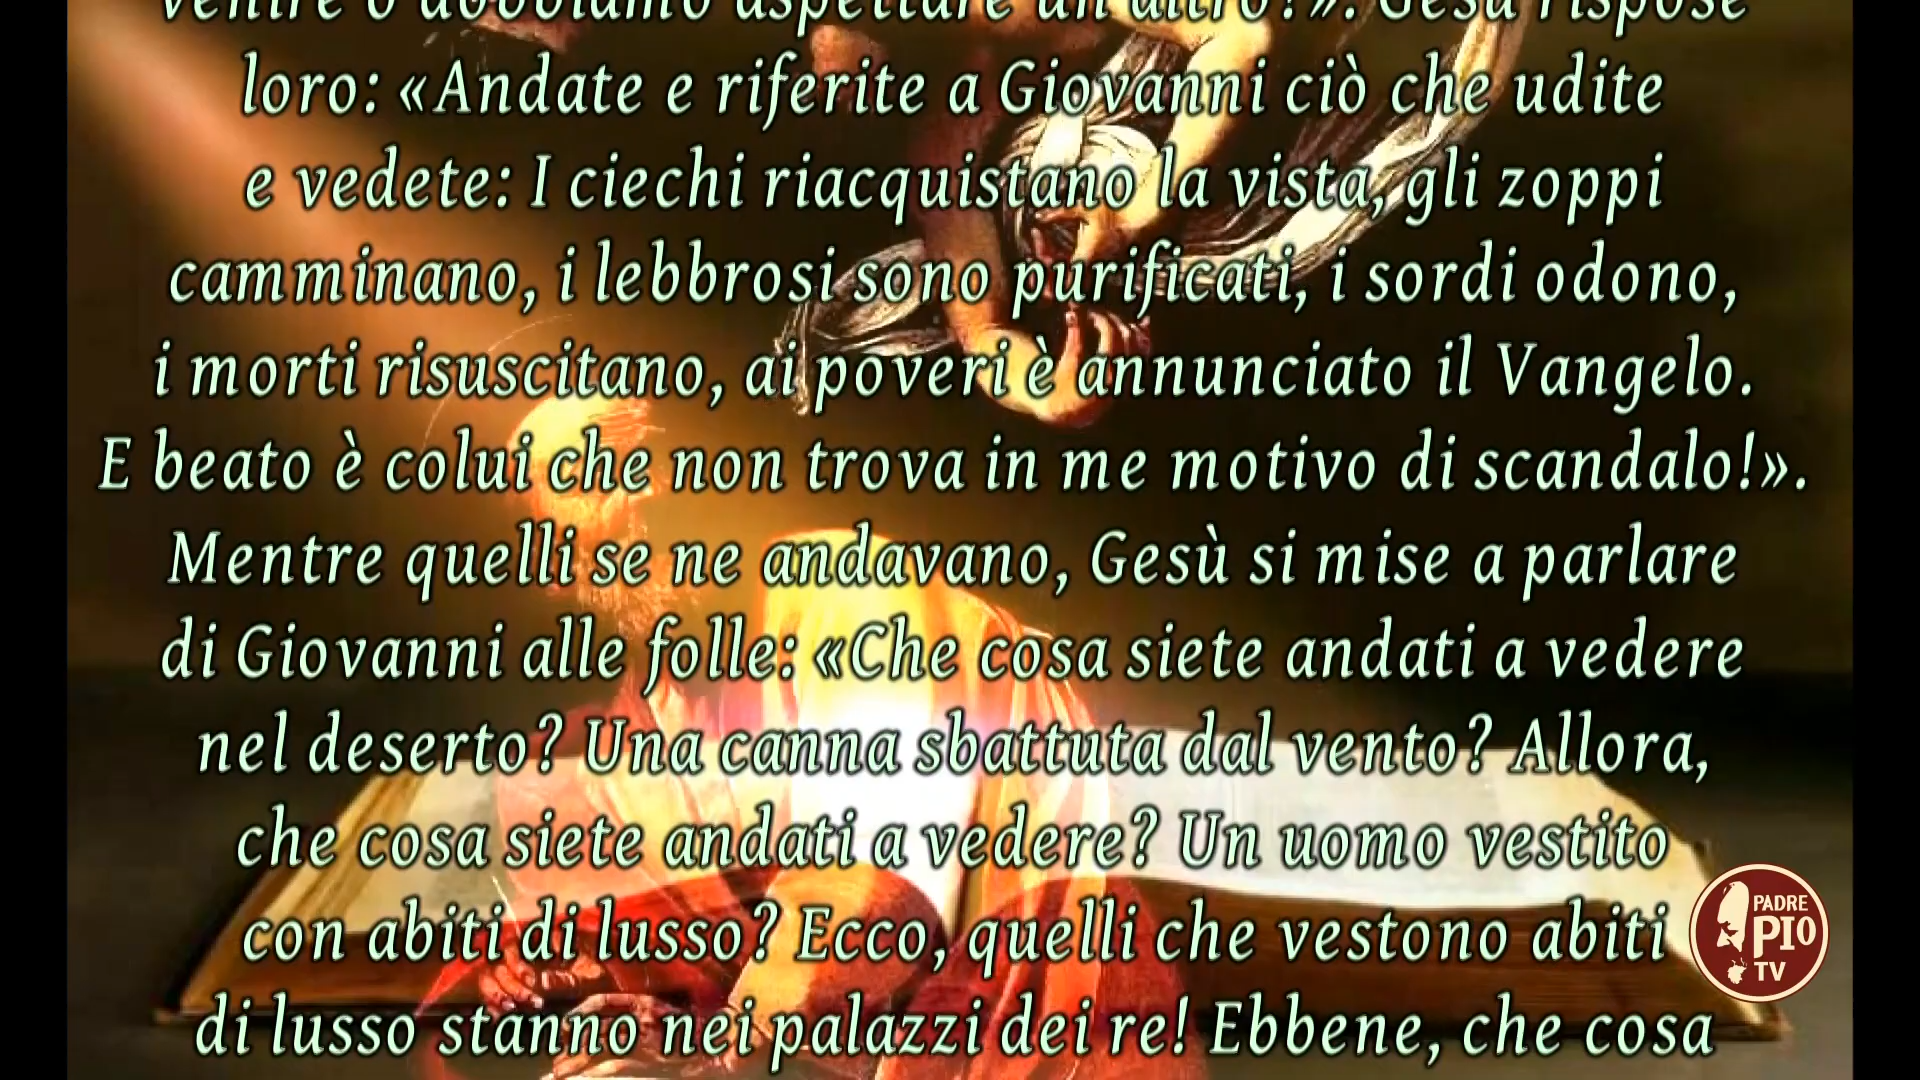 venire o dobbiamo aspettare un altro?». Gesù rispose
loro: «Andate e riferite a Giovanni ciò che udite
e vedete: I ciechi riacquistano la vista, gli zoppi
camminano, i lebbrosi sono purificati, i sordi odono,
i morti risuscitano, ai poveri è annunciato il Vangelo.
E beato è colui che non trova in me motivo di scandalo!».
Mentre quelli se ne andavano, Gesù si mise a parlare
di Giovanni alle folle: «Che cosa siete andati a vedere
nel deserto? Una canna sbattuta dal vento? Allora,
che cosa siete andati a vedere? Un uomo vestito
con abiti di lusso? Ecco, quelli che vestono abiti
di lusso stanno nei palazzi dei re! Ebbene, che cosa
PADRE
PIO
TV